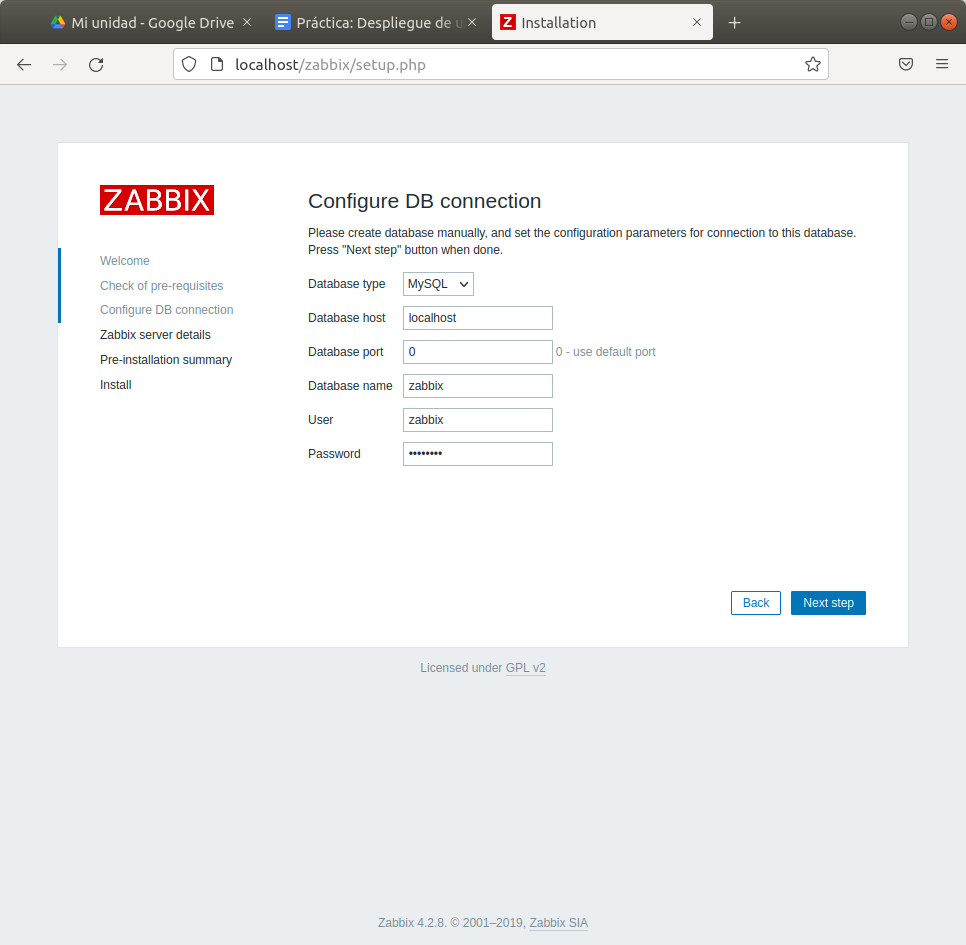 Mi unidad - Google Drive
Práctica: Despliegue de u
Z Installation
localhost/zabbix/setup.php
ZABBIX
Welcome
Check of pre-requisites
Configure DB connection
Zabbix server details
Pre-installation summary
Install
Configure DB connection
Please create database manually, and set the configuration parameters for connection to this database.
Press "Next step" button when done.
Database type MySQL
Database host localhost
Database port 0 0 - use default port
Database name zabbix
User zabbix
Password ••••••••
Back Next step
Licensed under GPL v2
Zabbix 4.2.8. © 2001–2019, Zabbix SIA